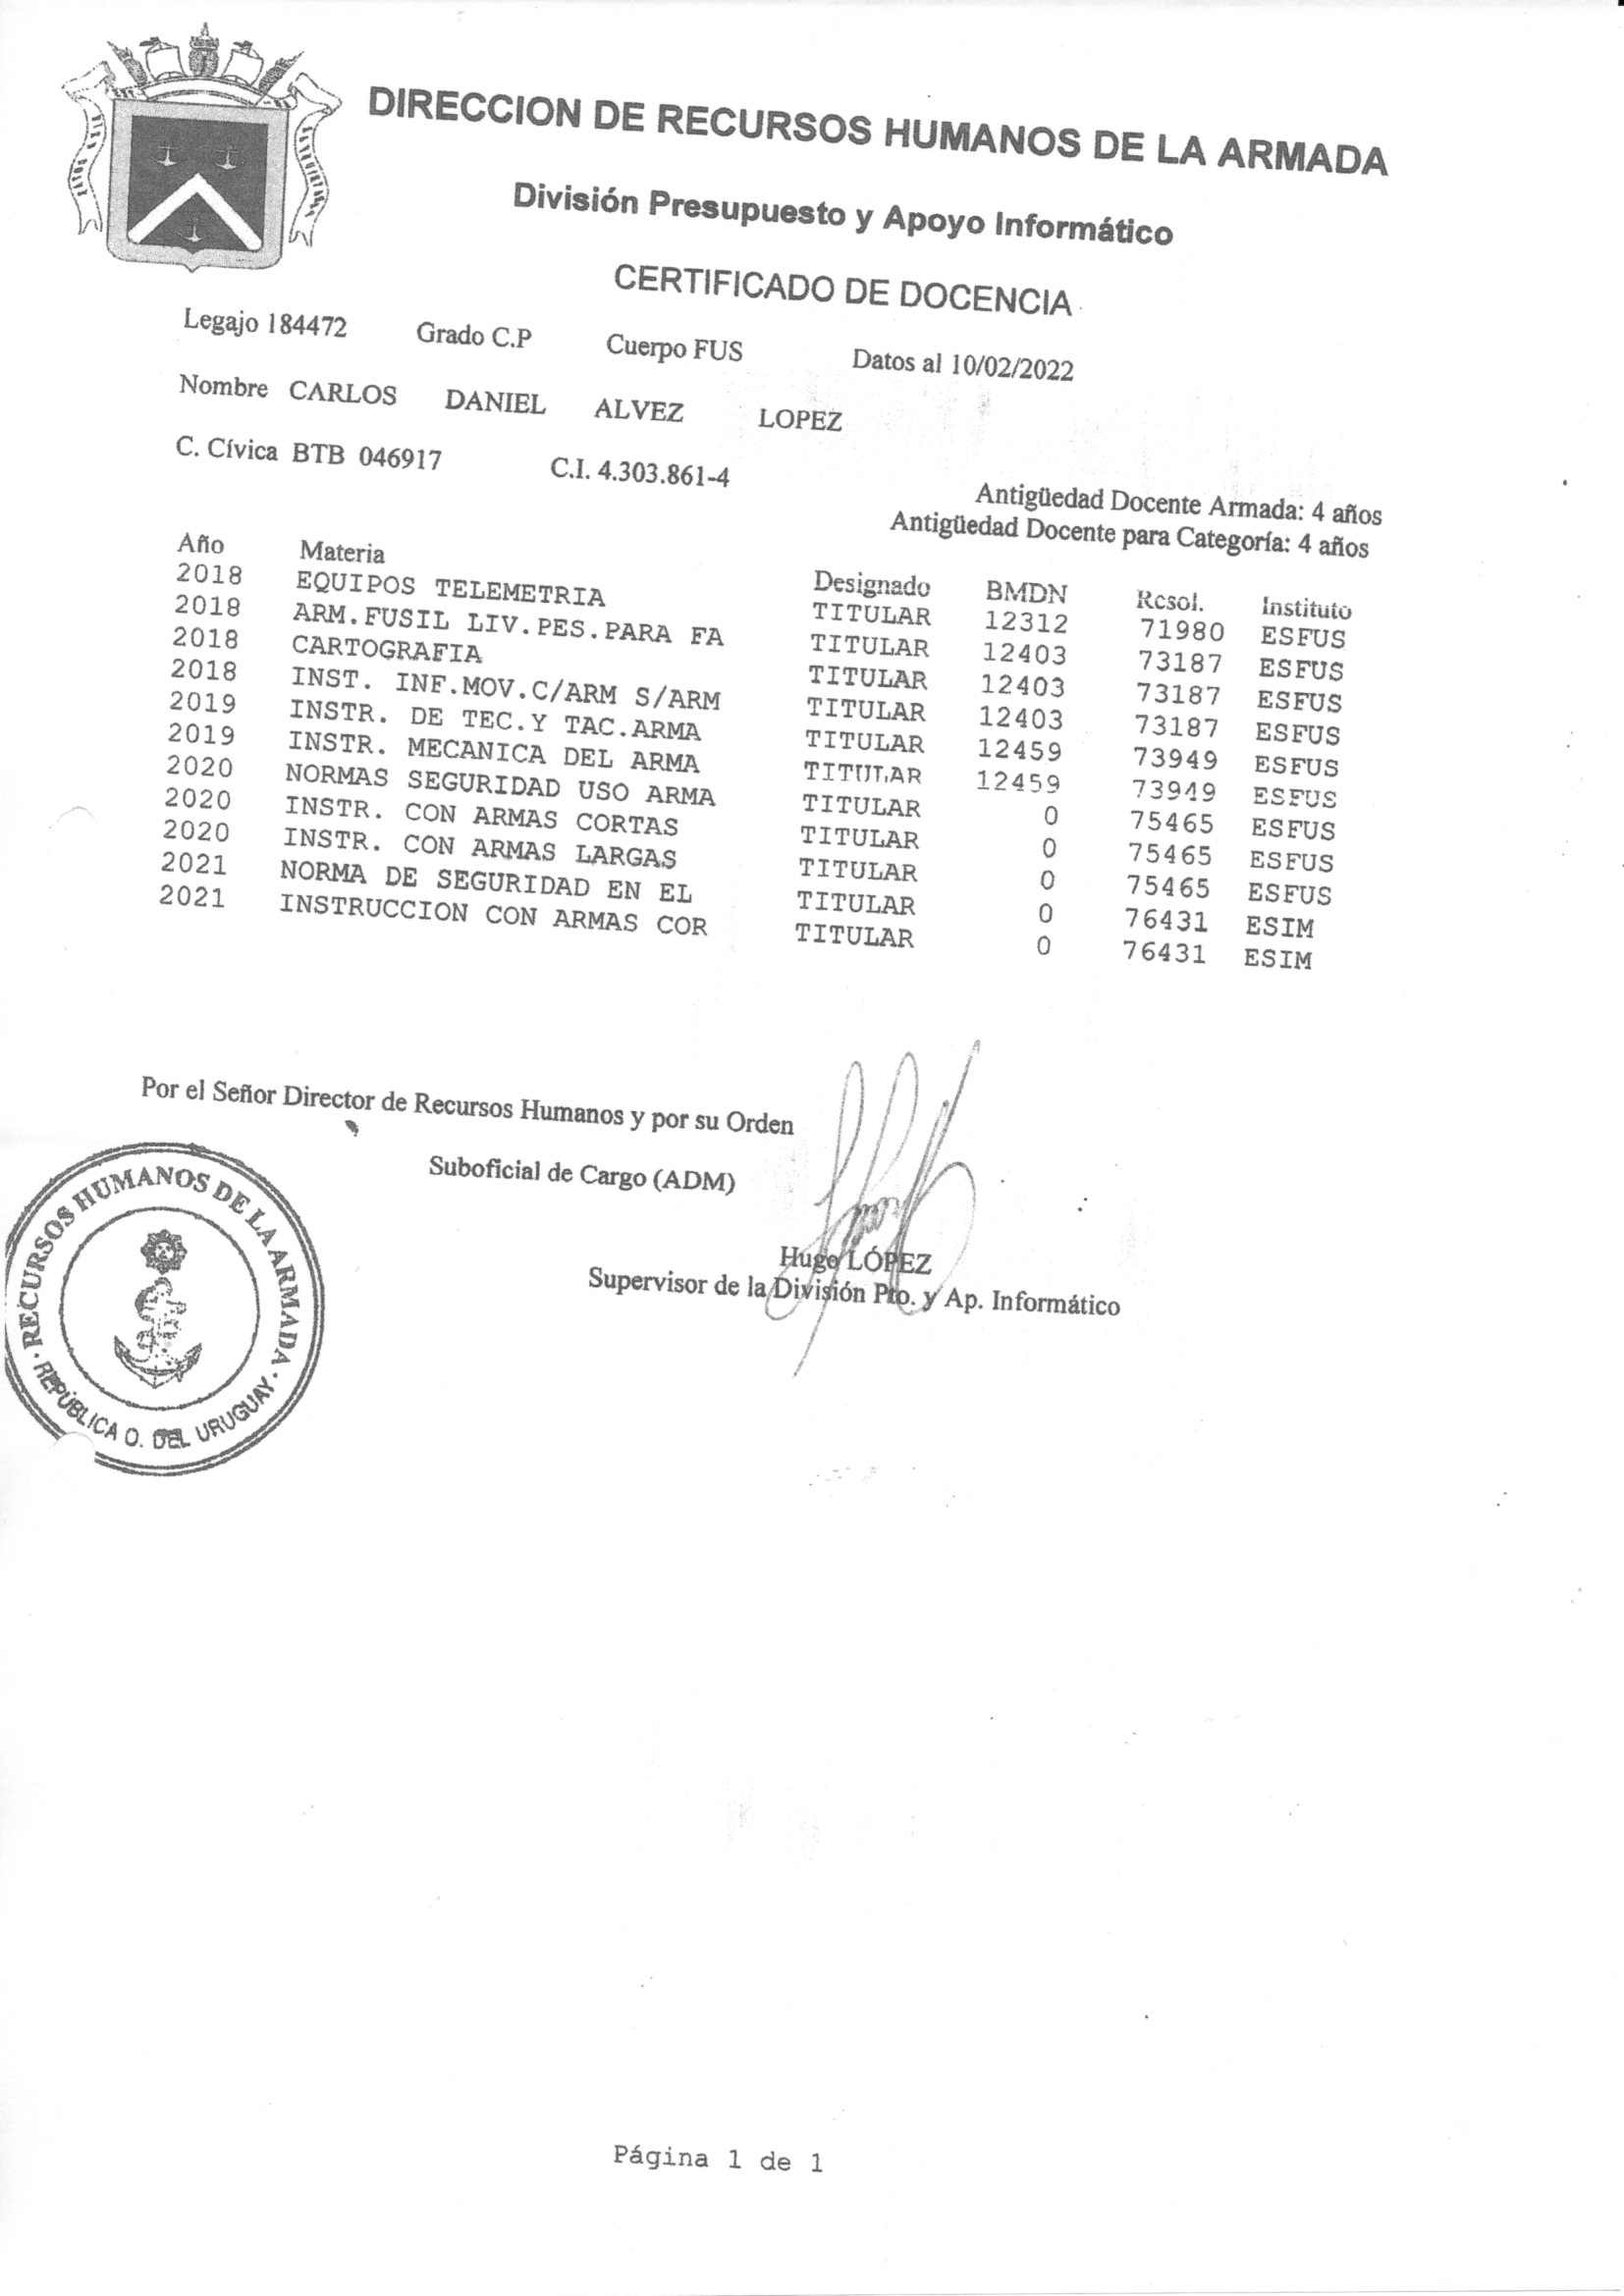 DIRECCION DE RECURSOS HUMANOS DE LA ARMADA
División Presupuesto y Apoyo Informático
CERTIFICADO DE DOCENCIA
Legajo 184472 Grado C.P Cuerpo FUS Datos al 10/02/2022
Nombre CARLOS DANIEL ALVEZ LOPEZ
C. Cívica BTB 046917 C.I. 4.303.861-4
Antigüedad Docente Armada: 4 años
Antigüedad Docente para Categoría: 4 años
Año Materia Designado BMDN Resol. Instituto
2018 EQUIPOS TELEMETRIA TITULAR 12312 71980 ESFUS
2018 ARM.FUSIL LIV.PES.PARA FA TITULAR 12403 73187 ESFUS
2018 CARTOGRAFIA TITULAR 12403 73187 ESFUS
2018 INST. INF.MOV.C/ARM S/ARM TITULAR 12403 73187 ESFUS
2019 INSTR. DE TEC.Y TAC.ARMA TITULAR 12459 73949 ESFUS
2019 INSTR. MECANICA DEL ARMA TITULAR 12459 73949 ESFUS
2020 NORMAS SEGURIDAD USO ARMA TITULAR 0 75465 ESFUS
2020 INSTR. CON ARMAS CORTAS TITULAR 0 75465 ESFUS
2020 INSTR. CON ARMAS LARGAS TITULAR 0 75465 ESFUS
2021 NORMA DE SEGURIDAD EN EL TITULAR 0 76431 ESIM
2021 INSTRUCCION CON ARMAS COR TITULAR 0 76431 ESIM
Por el Señor Director de Recursos Humanos y por su Orden
Suboficial de Cargo (ADM)
Hugo LÓPEZ
Supervisor de la División Pto. y Ap. Informático
RECURSOS HUMANOS DE LA ARMADA
REPÚBLICA O. DEL URUGUAY
Página 1 de 1